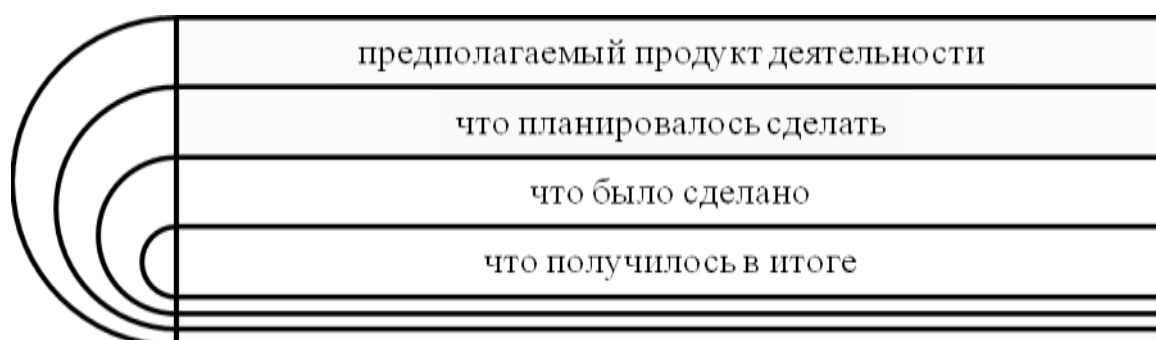 предполагаемый продукт деятельности
что планировалось сделать
что было сделано
что получилось в итоге